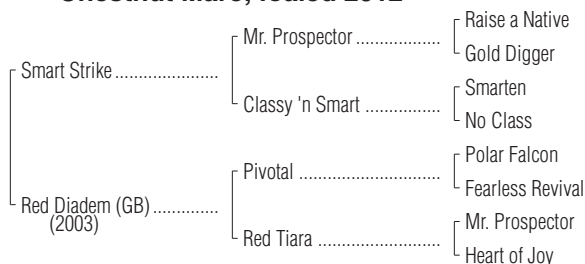 Chestnut Mare; foaled 2012
Raise a Native
Mr. Prospector ....................
Gold Digger
Smart Strike ........................
Smarten
Classy 'n Smart .................
No Class
Polar Falcon
Pivotal ................................
Fearless Revival
Red Diadem (GB) ...............
(2003)
Mr. Prospector
Red Tiara ............................
Heart of Joy